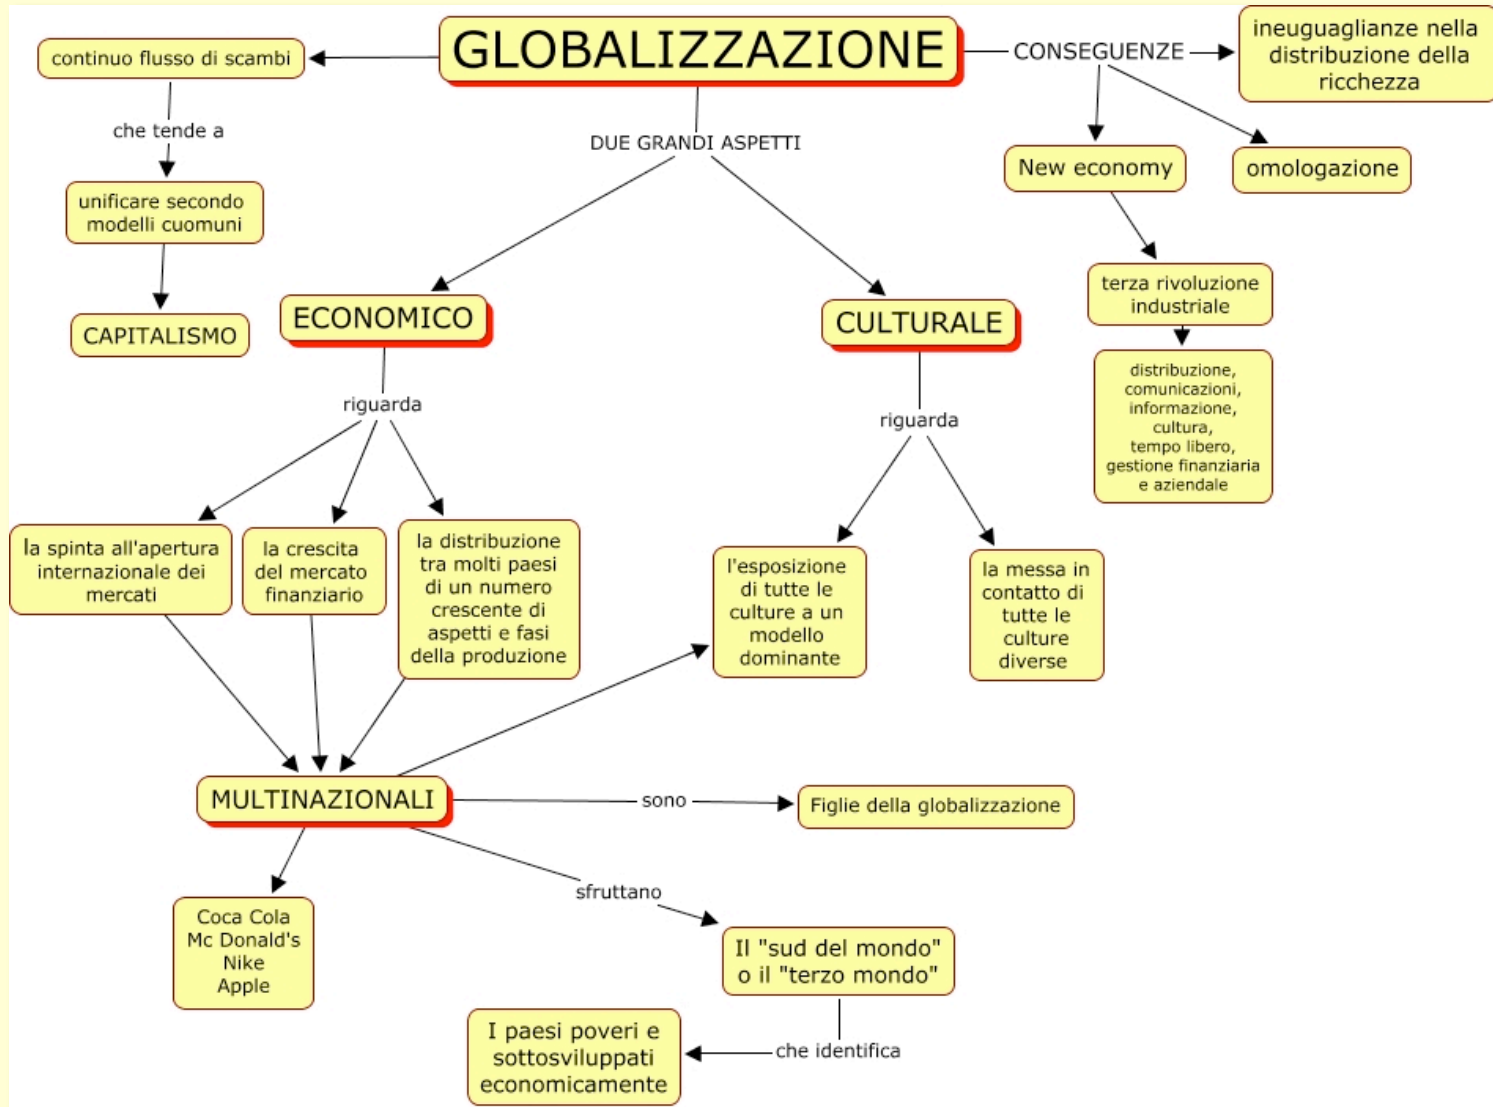 GLOBALIZZAZIONE
continuo flusso di scambi
che tende a
unificare secondo
modelli cuomuni
CAPITALISMO
DUE GRANDI ASPETTI
CONSEGUENZE
ineuguaglianze nella
distribuzione della
ricchezza
New economy
omologazione
terza rivoluzione
industriale
distribuzione,
comunicazioni,
informazione,
cultura,
tempo libero,
gestione finanziaria
e aziendale
ECONOMICO
riguarda
la spinta all'apertura
internazionale dei
mercati
la crescita
del mercato
finanziario
la distribuzione
tra molti paesi
di un numero
crescente di
aspetti e fasi
della produzione
CULTURALE
riguarda
l'esposizione
di tutte le
culture a un
modello
dominante
la messa in
contatto di
tutte le
culture
diverse
MULTINAZIONALI
sono
Figlie della globalizzazione
Coca Cola
Mc Donald's
Nike
Apple
sfruttano
Il "sud del mondo"
o il "terzo mondo"
che identifica
I paesi poveri e
sottosviluppati
economicamente